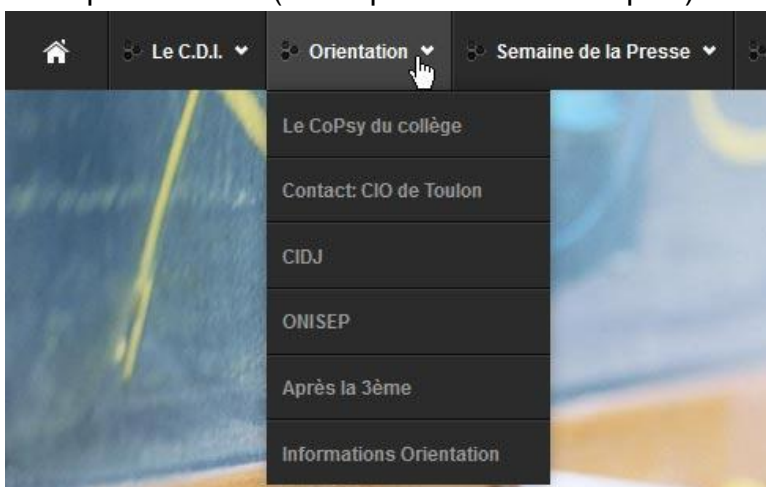 Le C.D.I.
Orientation
Semaine de la Presse
Le CoPsy du collège
Contact: CIO de Toulon
CIDJ
ONISEP
Après la 3ème
Informations Orientation